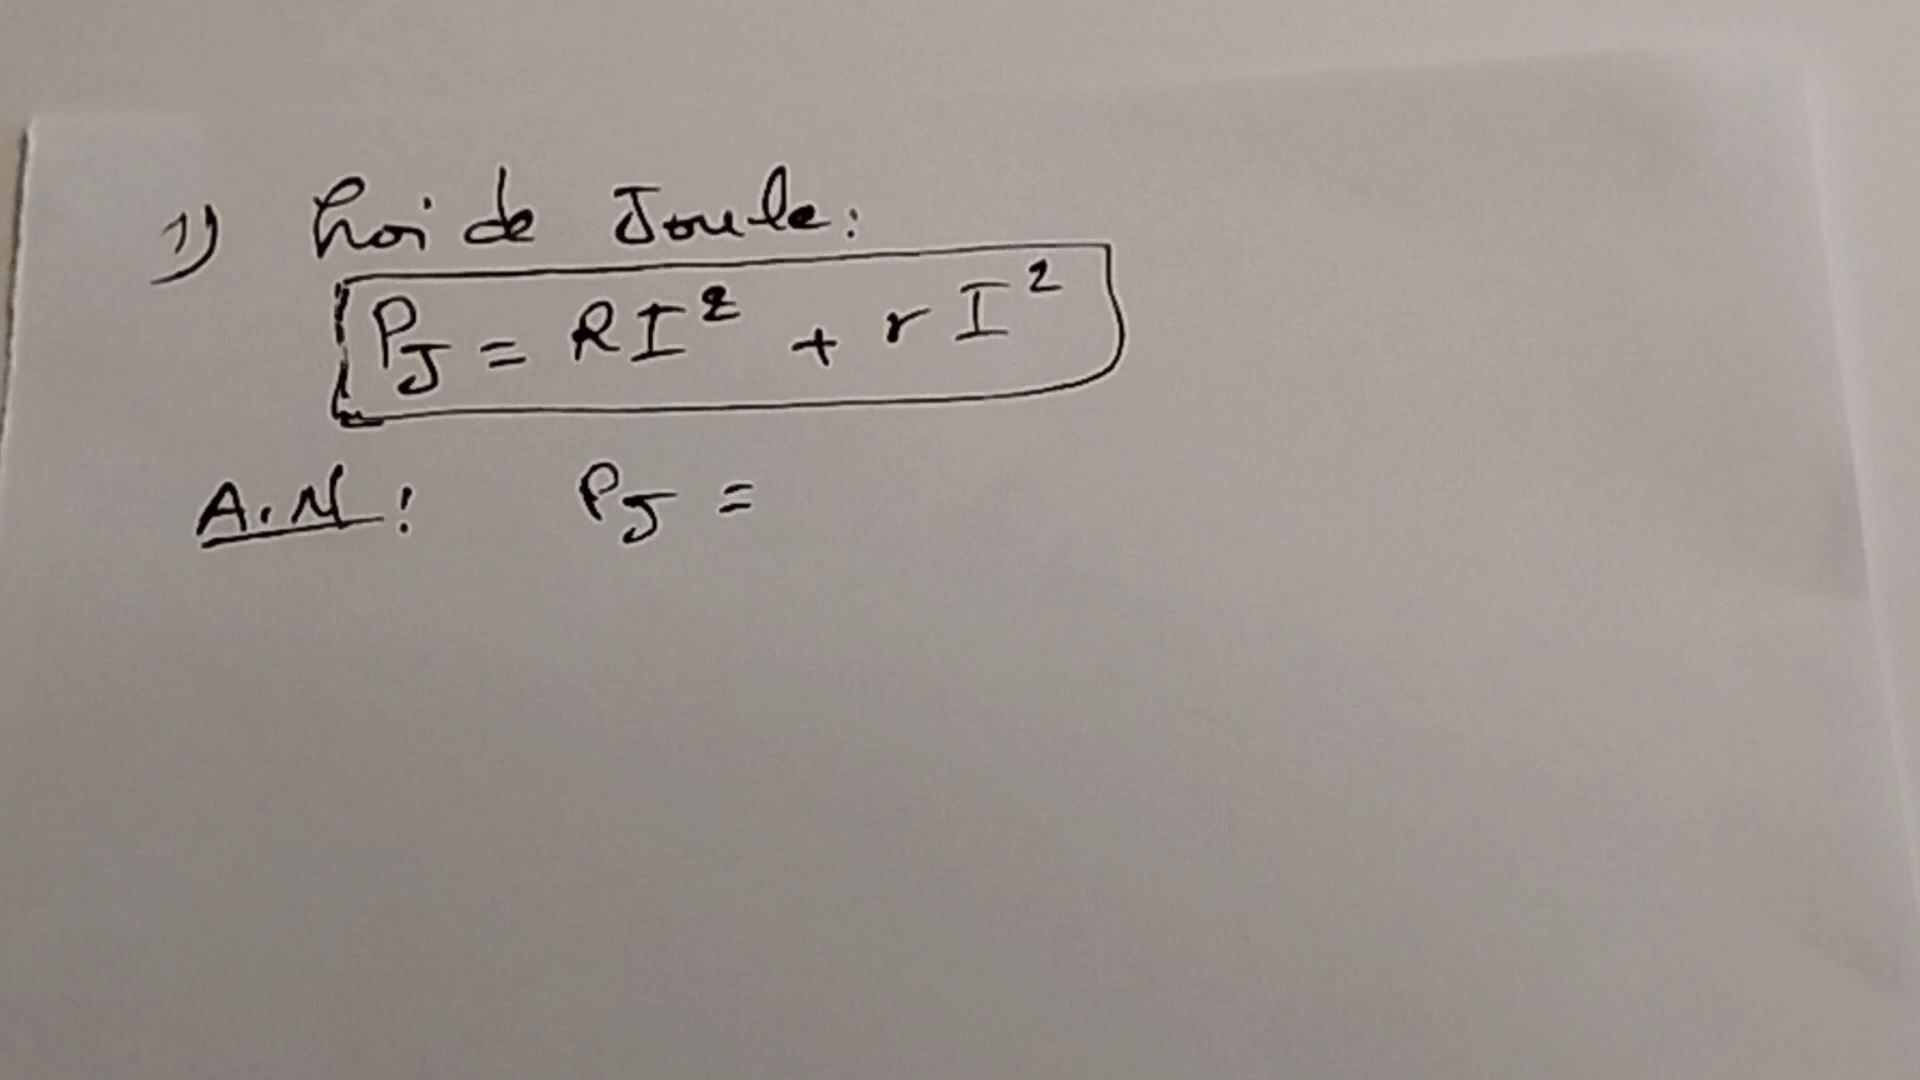 1) Loi de Joule:
P_J = RI² + rI²
A.N: P_J =